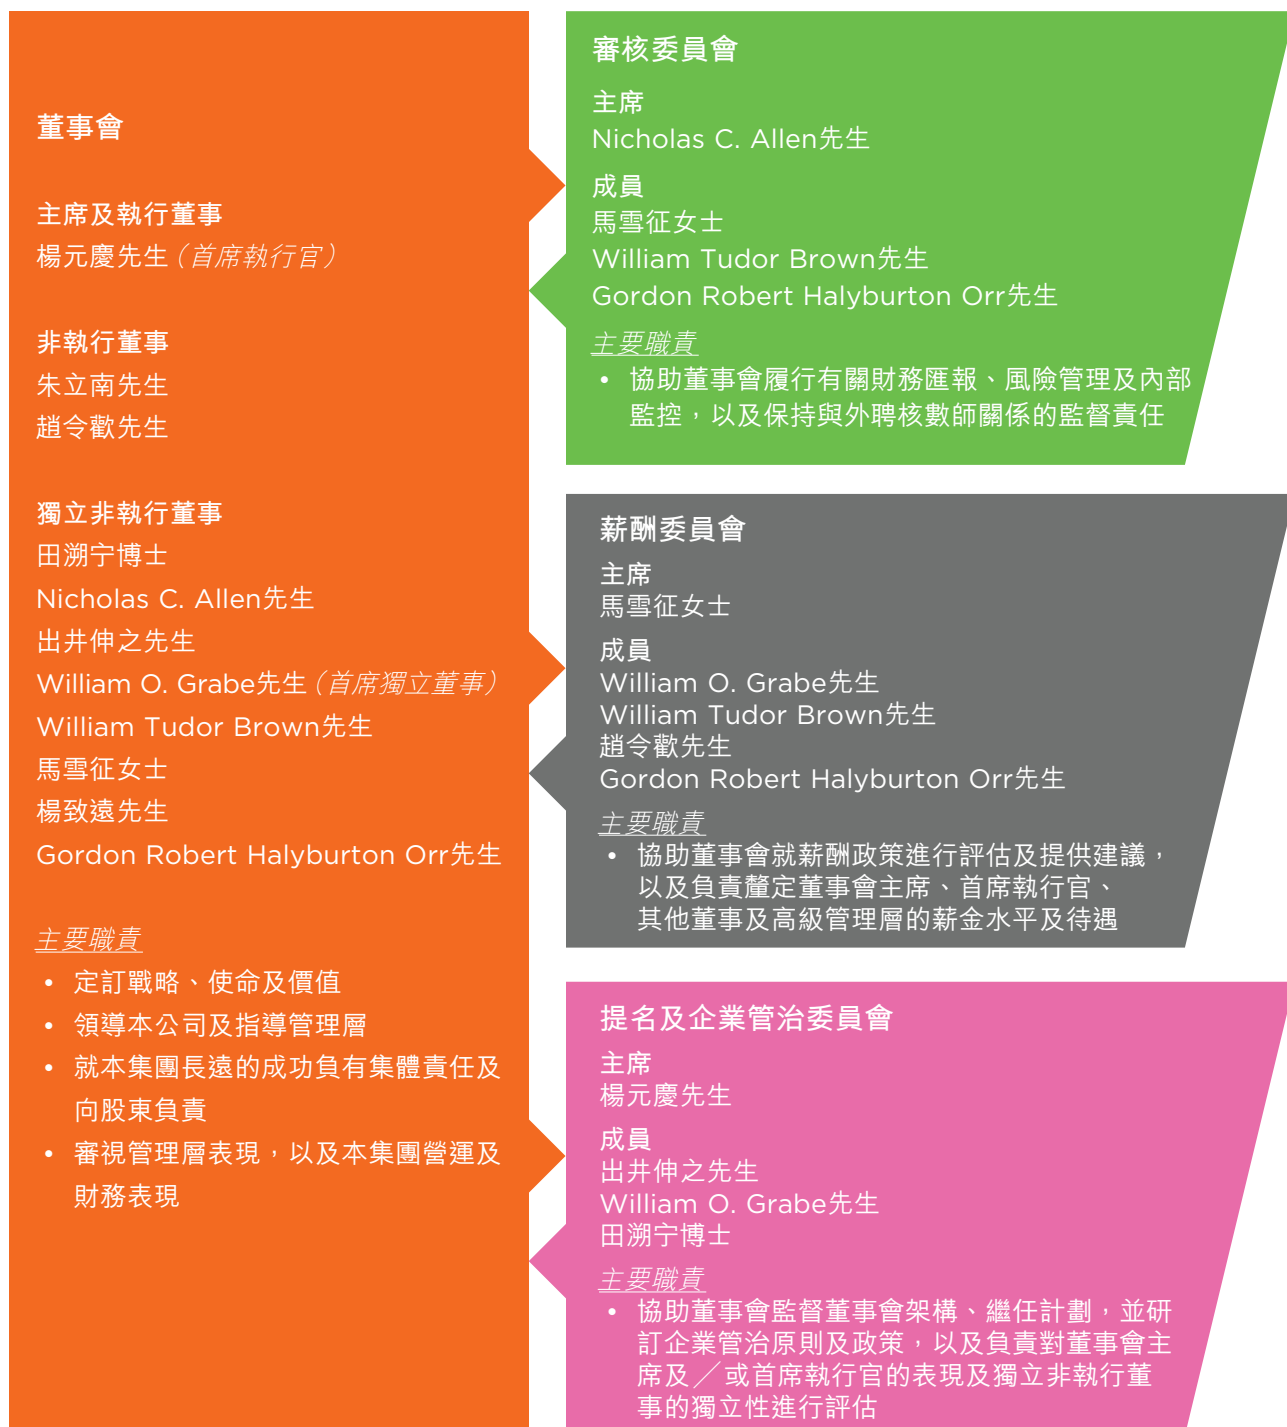 董事會
主席及執行董事
楊元慶先生（首席執行官）
非執行董事
朱立南先生
趙令歡先生
獨立非執行董事
田溯宁博士
Nicholas C. Allen先生
出井伸之先生
William O. Grabe先生（首席獨立董事）
William Tudor Brown先生
馬雪征女士
楊致遠先生
Gordon Robert Halyburton Orr先生
主要職責
• 定訂戰略、使命及價值
• 領導本公司及指導管理層
• 就本集團長遠的成功負有集體責任及
向股東負責
• 審視管理層表現，以及本集團營運及
財務表現
審核委員會
主席
Nicholas C. Allen先生
成員
馬雪征女士
William Tudor Brown先生
Gordon Robert Halyburton Orr先生
主要職責
• 協助董事會履行有關財務匯報、風險管理及內部
監控，以及保持與外聘核數師關係的監督責任
薪酬委員會
主席
馬雪征女士
成員
William O. Grabe先生
William Tudor Brown先生
趙令歡先生
Gordon Robert Halyburton Orr先生
主要職責
• 協助董事會就薪酬政策進行評估及提供建議，
以及負責釐定董事會主席、首席執行官、
其他董事及高級管理層的薪金水平及待遇
提名及企業管治委員會
主席
楊元慶先生
成員
出井伸之先生
William O. Grabe先生
田溯宁博士
主要職責
• 協助董事會監督董事會架構、繼任計劃，並研
訂企業管治原則及政策，以及負責對董事會主
席及／或首席執行官的表現及獨立非執行董
事的獨立性進行評估